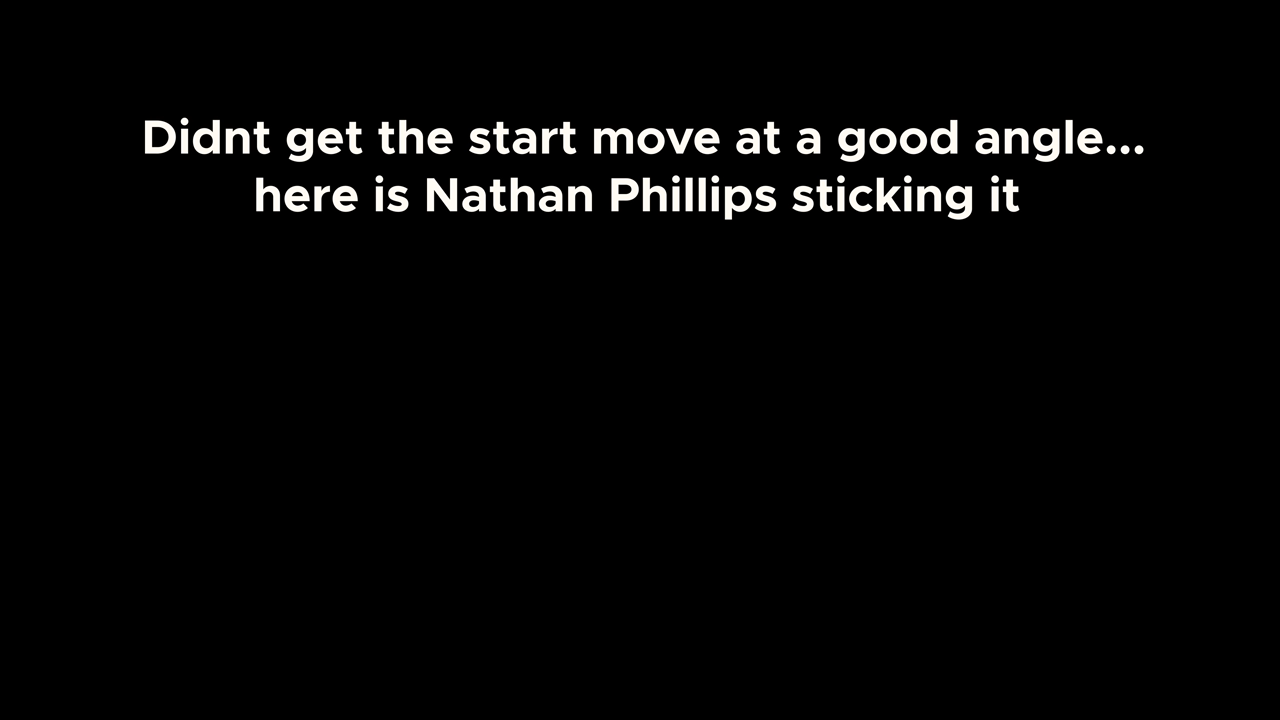 Didnt get the start move at a good angle...
here is Nathan Phillips sticking it